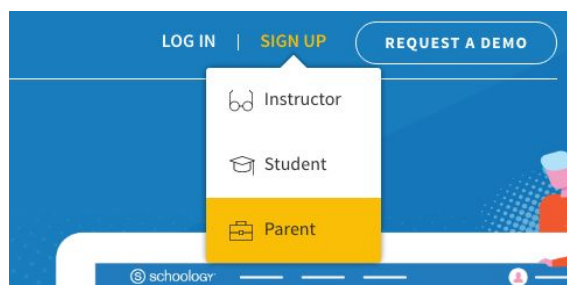 LOG IN | SIGN UP REQUEST A DEMO
Instructor
Student
Parent
schoology